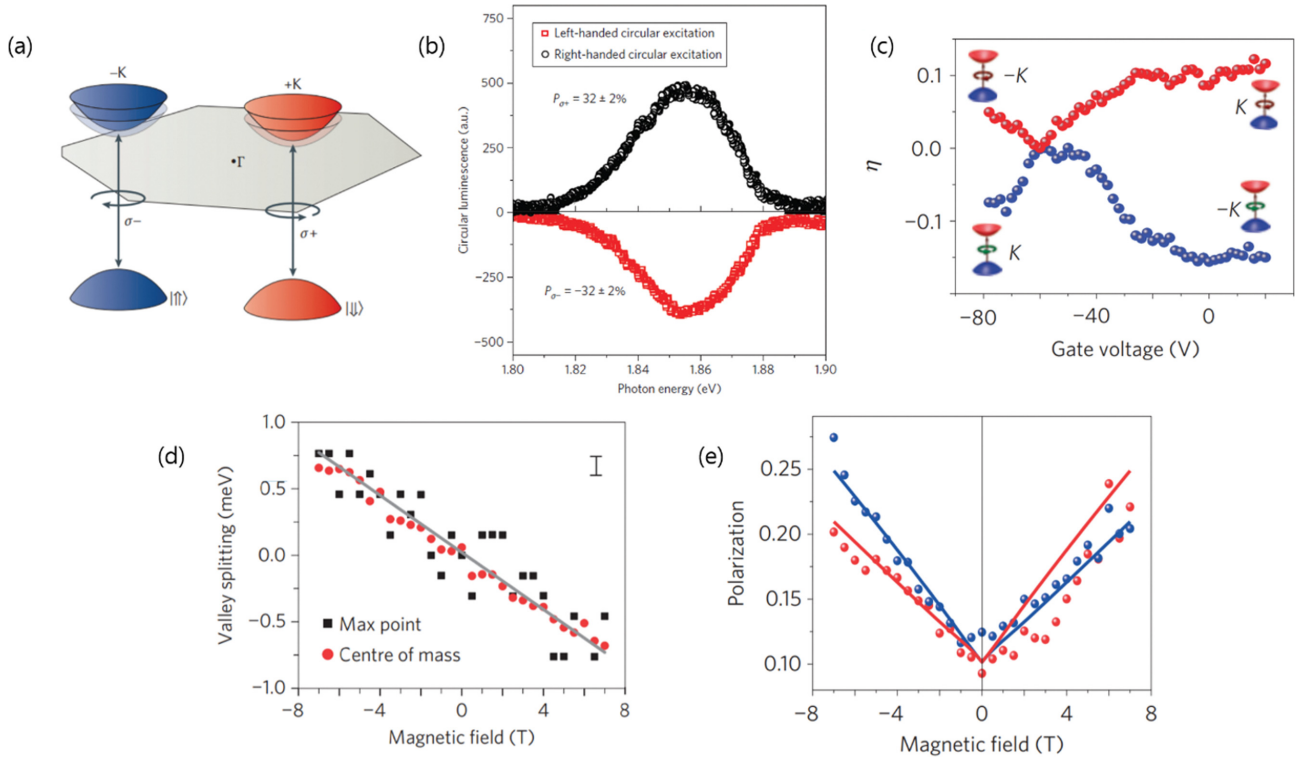 (a)
−K
+K
•Γ
σ−
σ+
|⇑⟩
|⇓⟩
(b)
750
500
250
0
−250
−500
Circular luminescence (a.u.)
Left-handed circular excitation
Right-handed circular excitation
Pσ+ = 32 ± 2%
Pσ− = −32 ± 2%
1.80
1.82
1.84
1.86
1.88
1.90
Photon energy (eV)
(c)
0.1
0.0
−0.1
η
−K
K
−K
K
−80
−40
0
Gate voltage (V)
(d)
1.0
0.5
0.0
−0.5
−1.0
Valley splitting (meV)
Max point
Centre of mass
−8
−4
0
4
8
Magnetic field (T)
(e)
0.25
0.20
0.15
0.10
Polarization
−8
−4
0
4
8
Magnetic field (T)